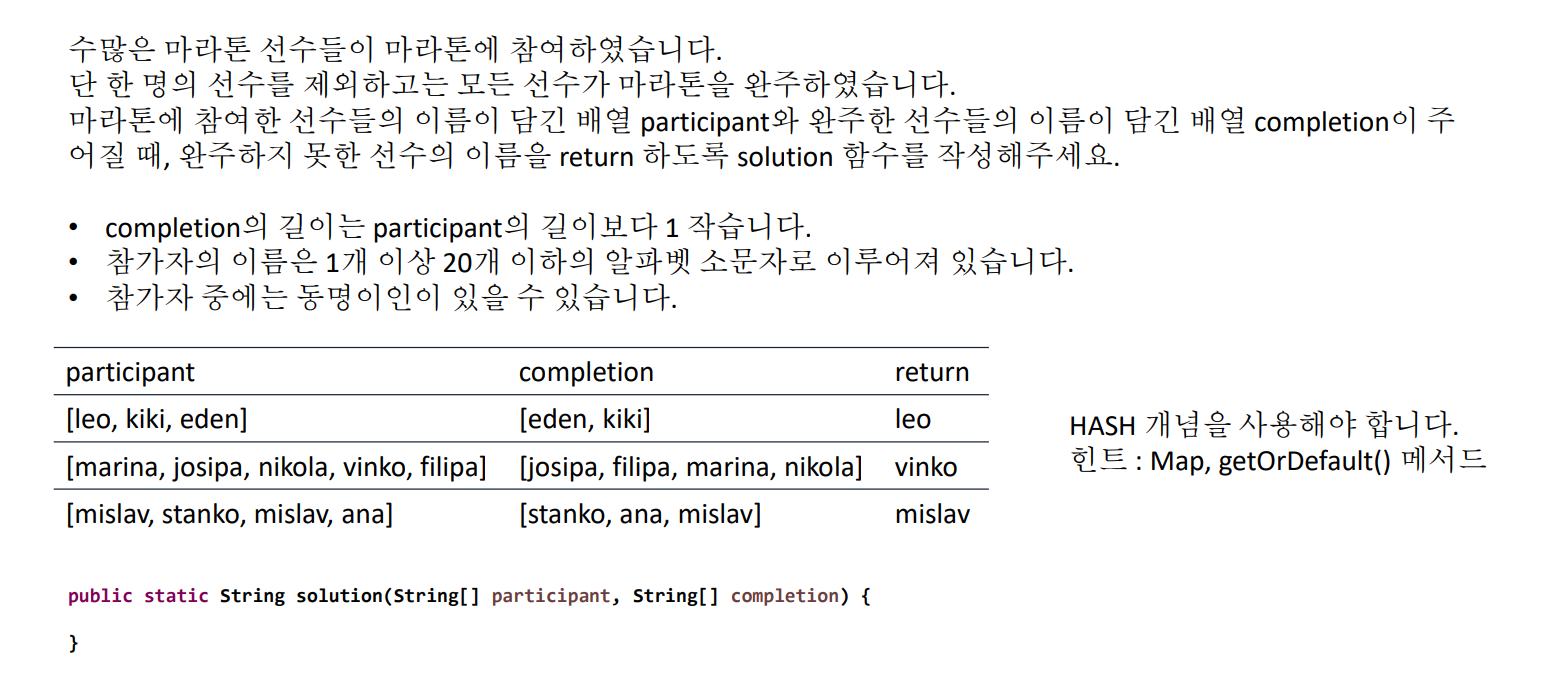 수많은 마라톤 선수들이 마라톤에 참여하였습니다.
단 한 명의 선수를 제외하고는 모든 선수가 마라톤을 완주하였습니다.
마라톤에 참여한 선수들의 이름이 담긴 배열 participant와 완주한 선수들의 이름이 담긴 배열 completion이 주
어질 때, 완주하지 못한 선수의 이름을 return 하도록 solution 함수를 작성해주세요.
• completion의 길이는 participant의 길이보다 1 작습니다.
• 참가자의 이름은 1개 이상 20개 이하의 알파벳 소문자로 이루어져 있습니다.
• 참가자 중에는 동명이인이 있을 수 있습니다.
participant completion return
[leo, kiki, eden] [eden, kiki] leo
[marina, josipa, nikola, vinko, filipa] [josipa, filipa, marina, nikola] vinko
[mislav, stanko, mislav, ana] [stanko, ana, mislav] mislav
HASH 개념을 사용해야 합니다.
힌트 : Map, getOrDefault() 메서드
public static String solution(String[] participant, String[] completion) {
}